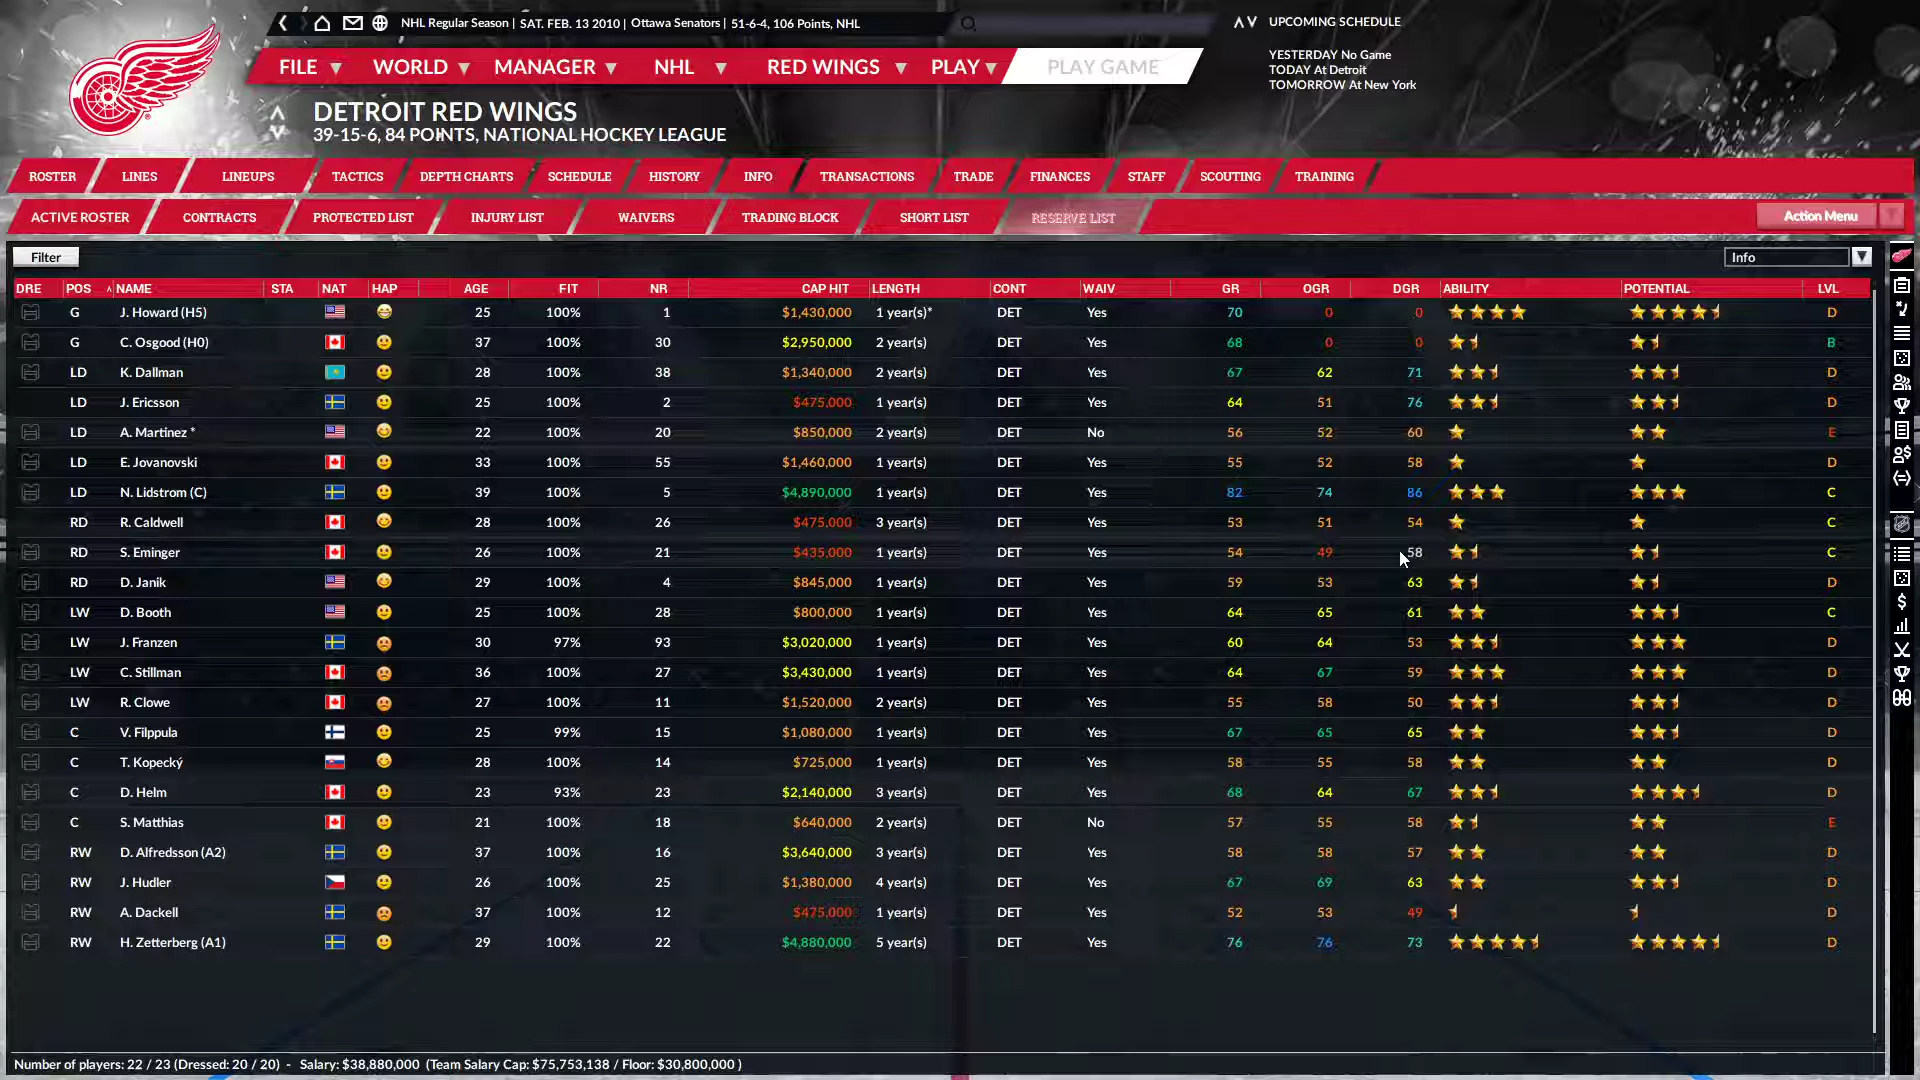 NHL Regular Season | SAT. FEB. 13 2010 | Ottawa Senators | 51-6-4, 106 Points, NHL
UPCOMING SCHEDULE
YESTERDAY No Game
TODAY At Detroit
TOMORROW At New York
FILE WORLD MANAGER NHL RED WINGS PLAY PLAY GAME
DETROIT RED WINGS
39-15-6, 84 POINTS, NATIONAL HOCKEY LEAGUE
ROSTER LINES LINEUPS TACTICS DEPTH CHARTS SCHEDULE HISTORY INFO TRANSACTIONS TRADE FINANCES STAFF SCOUTING TRAINING
ACTIVE ROSTER CONTRACTS PROTECTED LIST INJURY LIST WAIVERS TRADING BLOCK SHORT LIST RESERVE LIST Action Menu
Filter Info
DRE POS NAME STA NAT HAP AGE FIT NR CAP HIT LENGTH CONT WAIV GR OGR DGR ABILITY POTENTIAL LVL
G J. Howard (H5) 25 100% 1 $1,430,000 1 year(s)* DET Yes 70 0 0 D
G C. Osgood (H0) 37 100% 30 $2,950,000 2 year(s) DET Yes 68 0 0 B
LD K. Dallman 28 100% 38 $1,340,000 2 year(s) DET Yes 67 62 71 D
LD J. Ericsson 25 100% 2 $475,000 1 year(s) DET Yes 64 51 76 D
LD A. Martinez * 22 100% 20 $850,000 2 year(s) DET No 56 52 60 E
LD E. Jovanovski 33 100% 55 $1,460,000 1 year(s) DET Yes 55 52 58 D
LD N. Lidstrom (C) 39 100% 5 $4,890,000 1 year(s) DET Yes 82 74 86 C
RD R. Caldwell 28 100% 26 $475,000 3 year(s) DET Yes 53 51 54 C
RD S. Eminger 26 100% 21 $435,000 1 year(s) DET Yes 54 49 58 C
RD D. Janik 29 100% 4 $845,000 1 year(s) DET Yes 59 53 63 D
LW D. Booth 25 100% 28 $800,000 1 year(s) DET Yes 64 65 61 C
LW J. Franzen 30 97% 93 $3,020,000 1 year(s) DET Yes 60 64 53 D
LW C. Stillman 36 100% 27 $3,430,000 1 year(s) DET Yes 64 67 59 D
LW R. Clowe 27 100% 11 $1,520,000 2 year(s) DET Yes 55 58 50 D
C V. Filppula 25 99% 15 $1,080,000 1 year(s) DET Yes 67 65 65 D
C T. Kopecký 28 100% 14 $725,000 1 year(s) DET Yes 58 55 58 D
C D. Helm 23 93% 23 $2,140,000 3 year(s) DET Yes 68 64 67 D
C S. Matthias 21 100% 18 $640,000 2 year(s) DET No 57 55 58 E
RW D. Alfredsson (A2) 37 100% 16 $3,640,000 3 year(s) DET Yes 58 58 57 D
RW J. Hudler 26 100% 25 $1,380,000 4 year(s) DET Yes 67 69 63 D
RW A. Dackell 37 100% 12 $475,000 1 year(s) DET Yes 52 53 49 D
RW H. Zetterberg (A1) 29 100% 22 $4,880,000 5 year(s) DET Yes 76 76 73 D
Number of players: 22 / 23 (Dressed: 20 / 20) - Salary: $38,880,000 (Team Salary Cap: $75,753,138 / Floor: $30,800,000 )